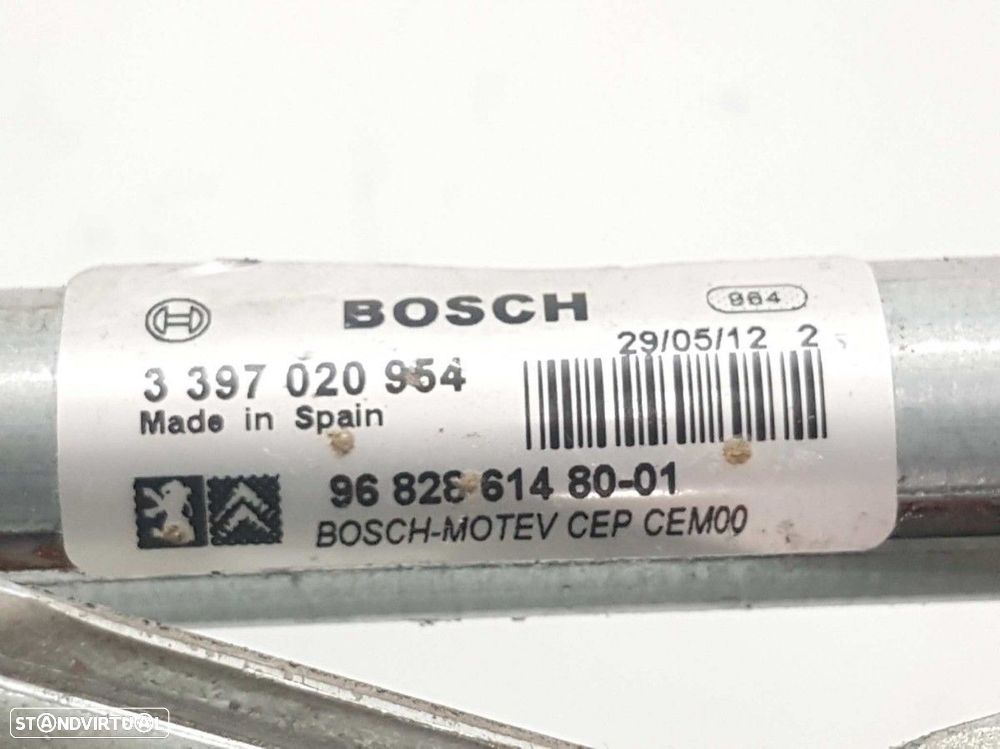 BOSCH 964
29/05/12 2
3 397 020 954
Made in Spain
96 828 614 80-01
BOSCH-MOTEV CEP CEM00
STANDVIRTUAL